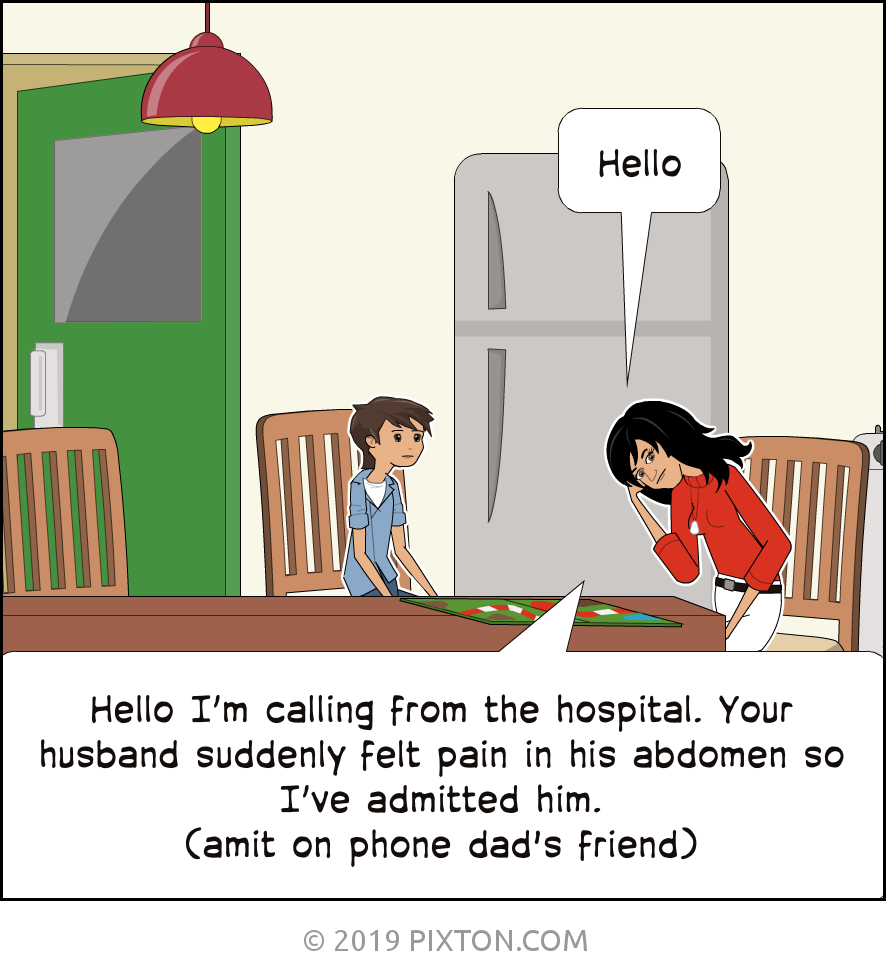 Hello
Hello I'm calling from the hospital. Your
husband suddenly felt pain in his abdomen so
I've admitted him.
(amit on phone dad's friend)
© 2019 PIXTON.COM